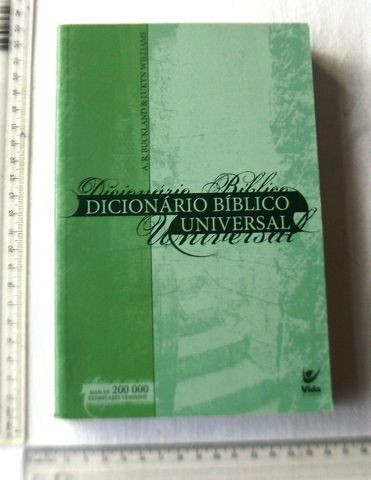 A. R. BUCKLAND & LUKYN WILLIAMS
Dicionário Bíblico
DICIONÁRIO BÍBLICO
UNIVERSAL
Universal
MAIS DE 200 000
EXEMPLARES VENDIDOS
Vida